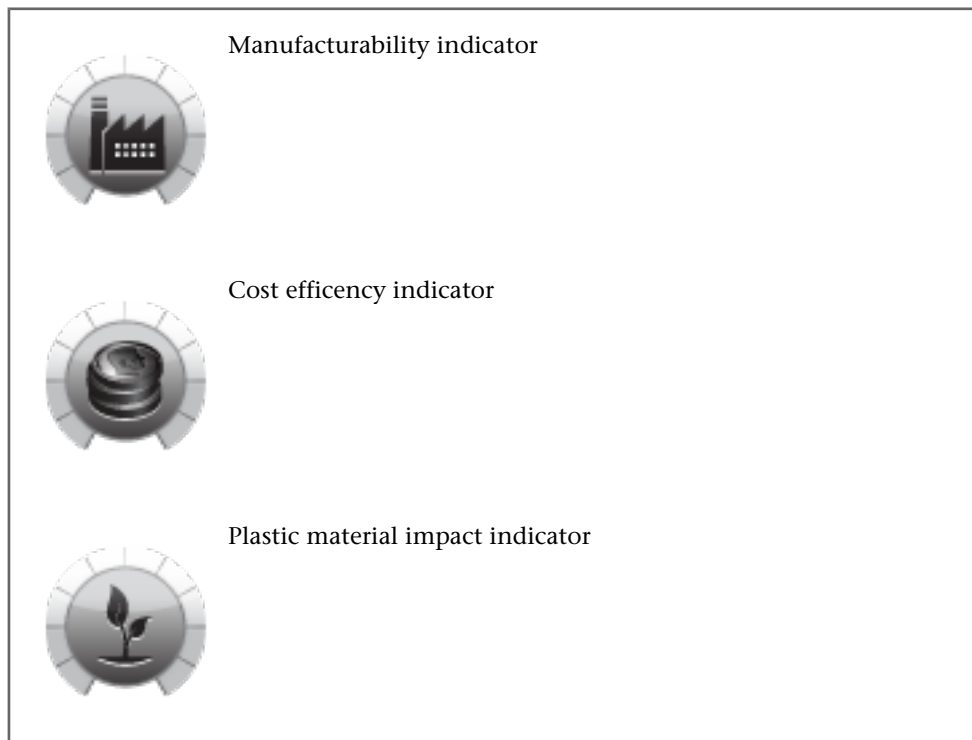 Manufacturability indicator
Cost efficency indicator
Plastic material impact indicator